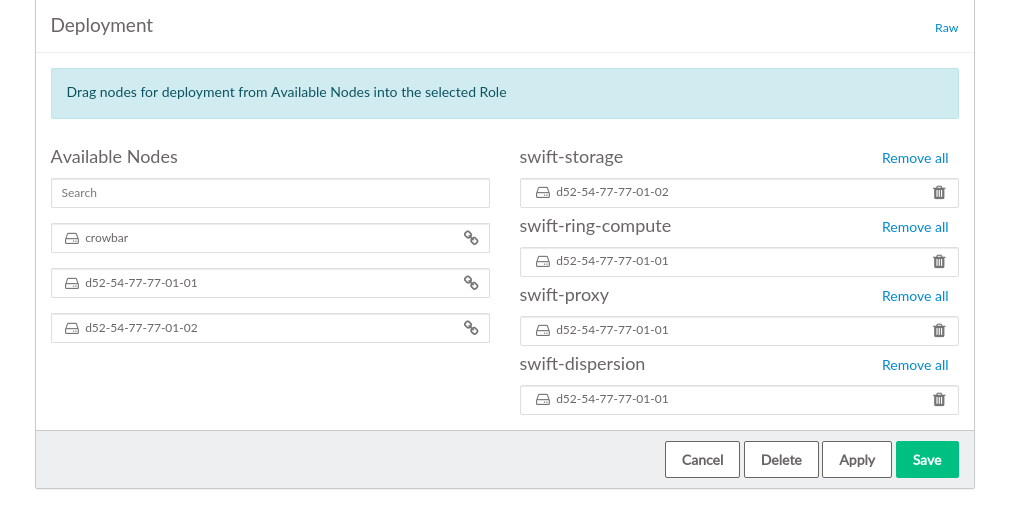 Deployment
Raw
Drag nodes for deployment from Available Nodes into the selected Role
Available Nodes
Search
crowbar
d52-54-77-77-01-01
d52-54-77-77-01-02
swift-storage
Remove all
d52-54-77-77-01-02
swift-ring-compute
Remove all
d52-54-77-77-01-01
swift-proxy
Remove all
d52-54-77-77-01-01
swift-dispersion
Remove all
d52-54-77-77-01-01
Cancel
Delete
Apply
Save